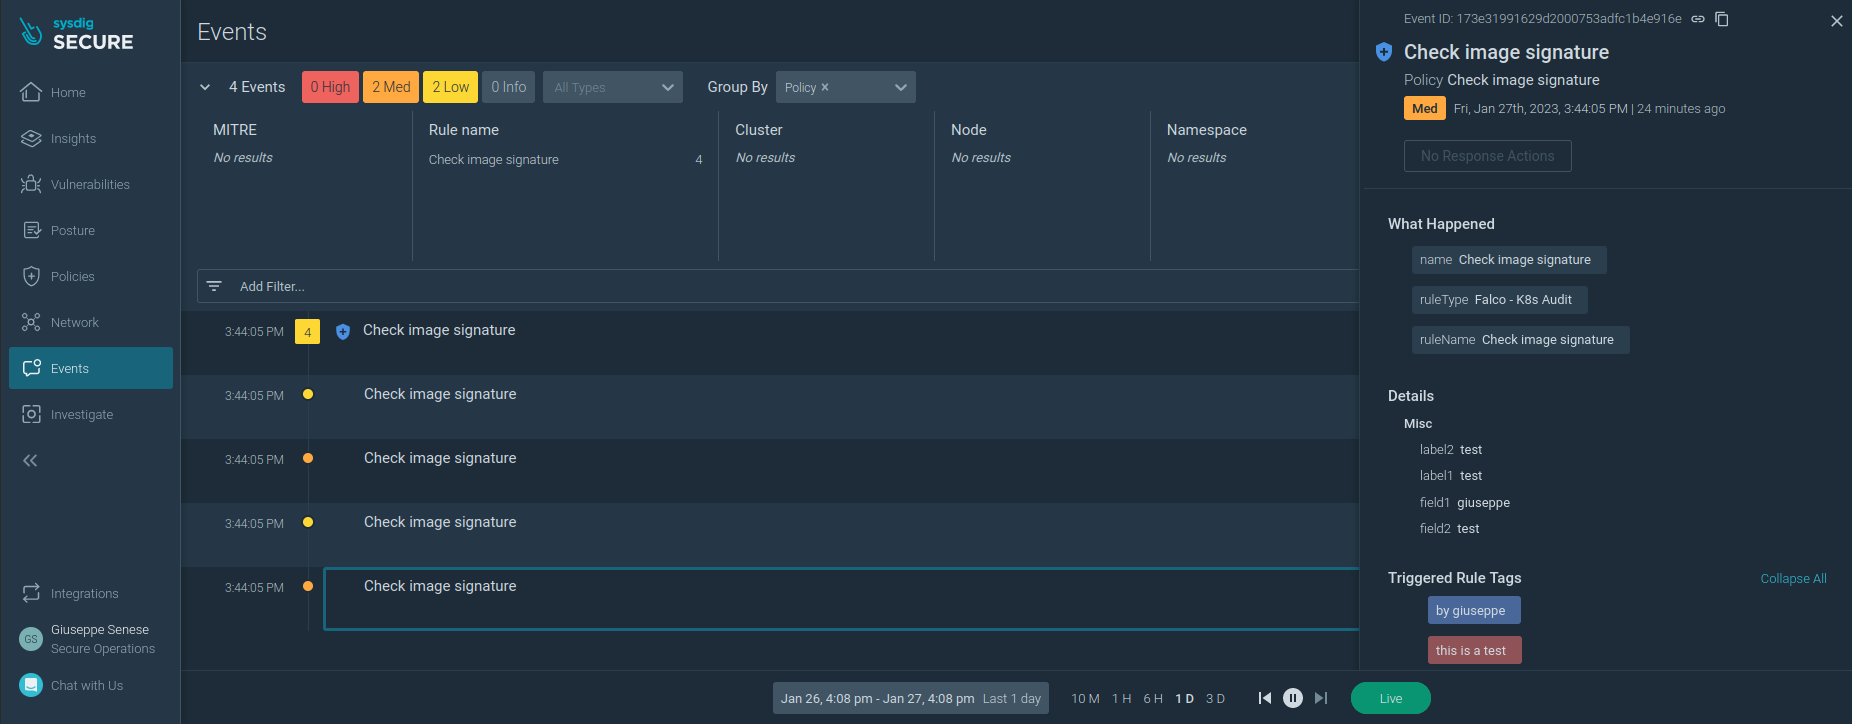 sysdig
SECURE
Home
Insights
Vulnerabilities
Posture
Policies
Network
Events
Investigate
Integrations
GS
Giuseppe Senese
Secure Operations
Chat with Us
Events
4 Events
0 High
2 Med
2 Low
0 Info
All Types
Group By
Policy ×
MITRE
No results
Rule name
Check image signature 4
Cluster
No results
Node
No results
Namespace
No results
Add Filter...
3:44:05 PM 4 Check image signature
3:44:05 PM Check image signature
3:44:05 PM Check image signature
3:44:05 PM Check image signature
3:44:05 PM Check image signature
Jan 26, 4:08 pm - Jan 27, 4:08 pm Last 1 day
10 M 1 H 6 H 1 D 3 D
Live
Event ID: 173e31991629d2000753adfc1b4e916e
Check image signature
Policy Check image signature
Med Fri, Jan 27th, 2023, 3:44:05 PM | 24 minutes ago
No Response Actions
What Happened
name Check image signature
ruleType Falco - K8s Audit
ruleName Check image signature
Details
Misc
label2 test
label1 test
field1 giuseppe
field2 test
Triggered Rule Tags
Collapse All
by giuseppe
this is a test